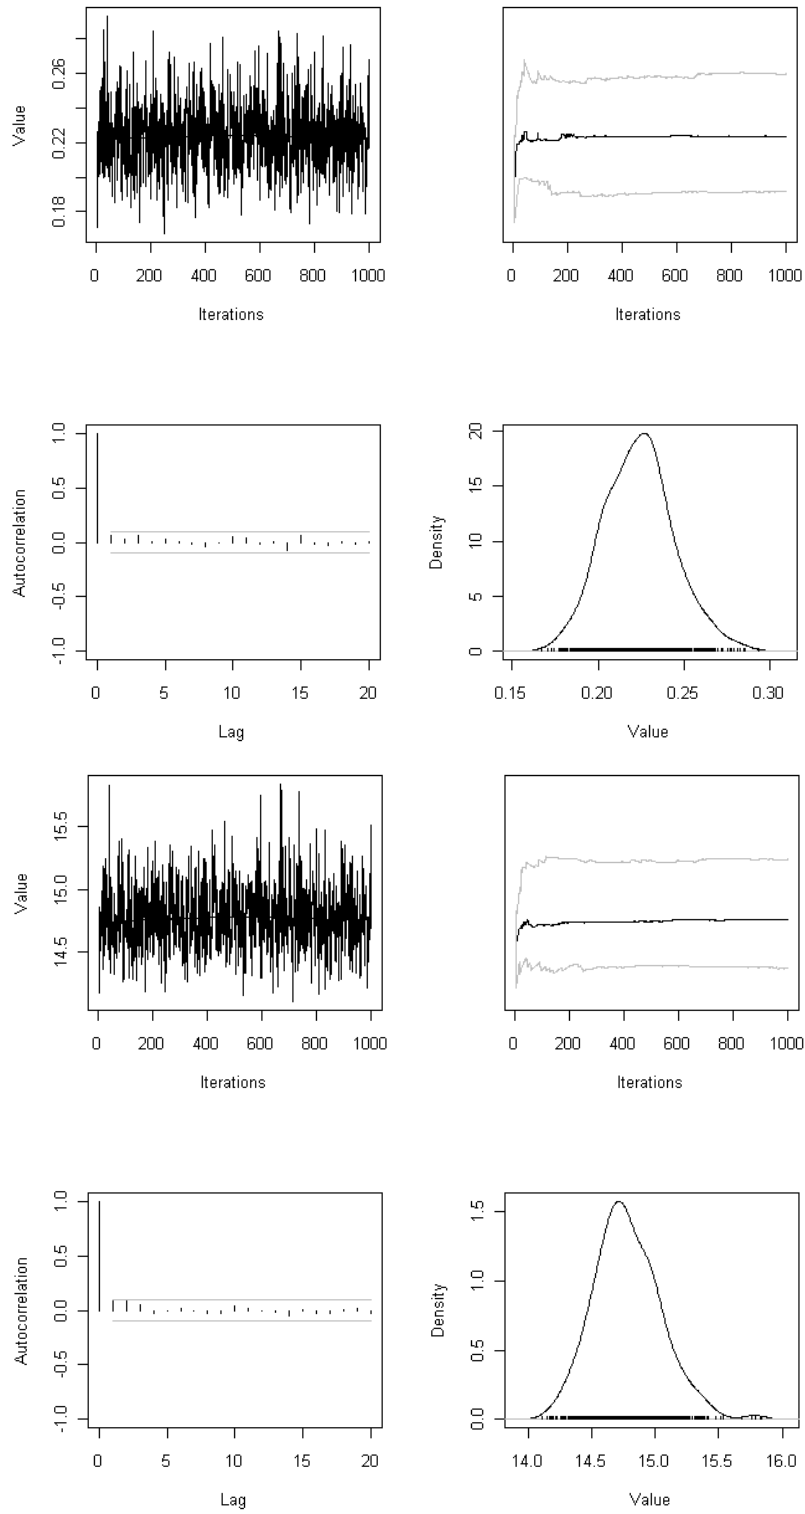 Value
0.18 0.22 0.26
0 200 400 600 800 1000
Iterations
0 200 400 600 800 1000
Iterations
Autocorrelation
-1.0 -0.5 0.0 0.5 1.0
0 5 10 15 20
Lag
Density
0 5 10 15 20
0.15 0.20 0.25 0.30
Value
Value
14.5 15.0 15.5
0 200 400 600 800 1000
Iterations
0 200 400 600 800 1000
Iterations
Autocorrelation
-1.0 -0.5 0.0 0.5 1.0
0 5 10 15 20
Lag
Density
0.0 0.5 1.0 1.5
14.0 14.5 15.0 15.5 16.0
Value